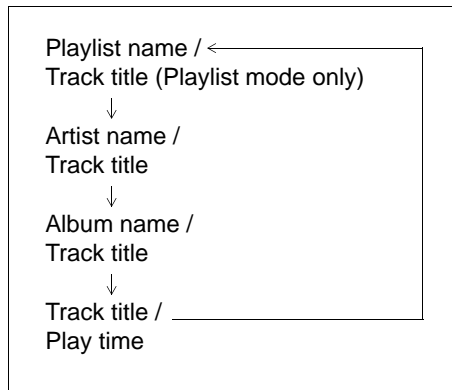 Playlist name /
Track title (Playlist mode only)
Artist name /
Track title
Album name /
Track title
Track title /
Play time